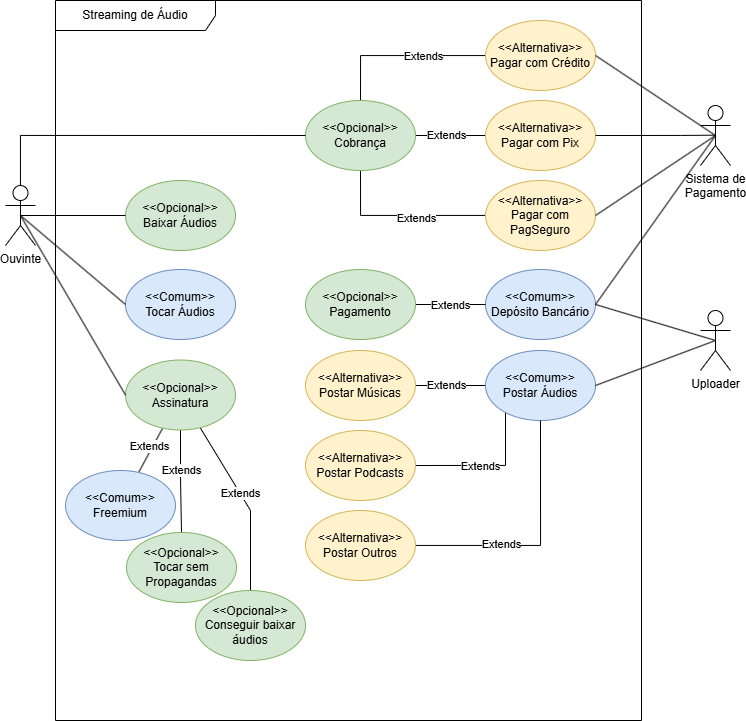 Streaming de Áudio
Extends
<<Alternativa>>
Pagar com Crédito
<<Opcional>>
Cobrança
Extends
<<Alternativa>>
Pagar com Pix
Sistema de
Pagamento
<<Opcional>>
Baixar Áudios
Extends
<<Alternativa>>
Pagar com
PagSeguro
Ouvinte
<<Comum>>
Tocar Áudios
<<Opcional>>
Pagamento
Extends
<<Comum>>
Depósito Bancário
Uploader
<<Opcional>>
Assinatura
<<Alternativa>>
Postar Músicas
Extends
<<Comum>>
Postar Áudios
Extends
Extends
Extends
<<Alternativa>>
Postar Podcasts
Extends
<<Comum>>
Freemium
<<Opcional>>
Tocar sem
Propagandas
<<Alternativa>>
Postar Outros
Extends
<<Opcional>>
Conseguir baixar
áudios